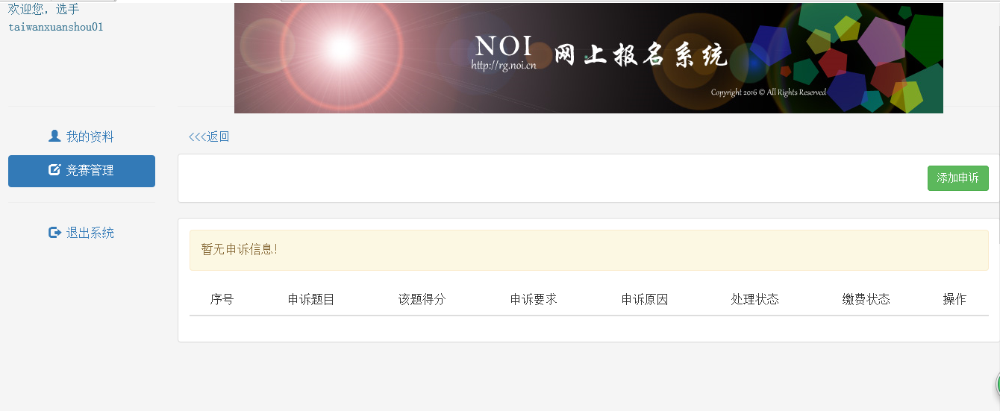 欢迎您，选手
taiwanxuanshou01
NOI
http://rg.noi.cn
网上报名系统
Copyright 2016 © All Rights Reserved
我的资料
竞赛管理
退出系统
<<<返回
添加申诉
暂无申诉信息!
序号 申诉题目 该题得分 申诉要求 申诉原因 处理状态 缴费状态 操作